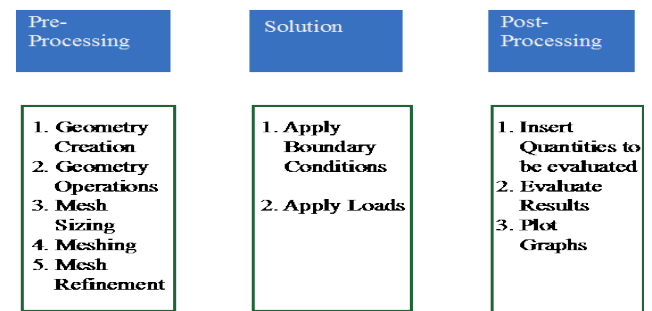 Pre-
Processing
Solution
Post-
Processing
1. Geometry
Creation
2. Geometry
Operations
3. Mesh
Sizing
4. Meshing
5. Mesh
Refinement
1. Apply
Boundary
Conditions
2. Apply Loads
1. Insert
Quantities to
be evaluated
2. Evaluate
Results
3. Plot
Graphs